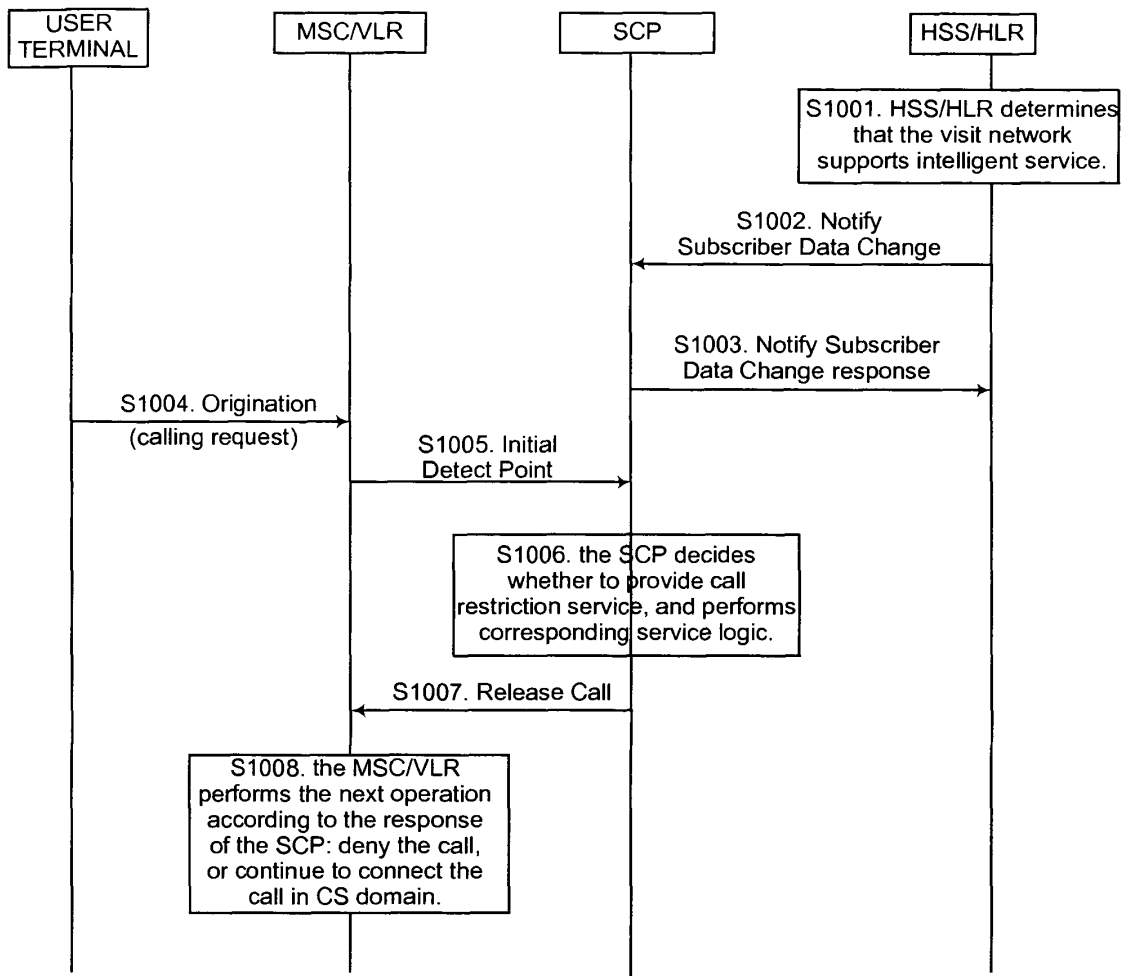 USER
TERMINAL
MSC/VLR
SCP
HSS/HLR
S1001. HSS/HLR determines
that the visit network
supports intelligent service.
S1002. Notify
Subscriber Data Change
S1003. Notify Subscriber
Data Change response
S1004. Origination
(calling request)
S1005. Initial
Detect Point
S1006. the SCP decides
whether to provide call
restriction service, and performs
corresponding service logic.
S1007. Release Call
S1008. the MSC/VLR
performs the next operation
according to the response
of the SCP: deny the call,
or continue to connect the
call in CS domain.